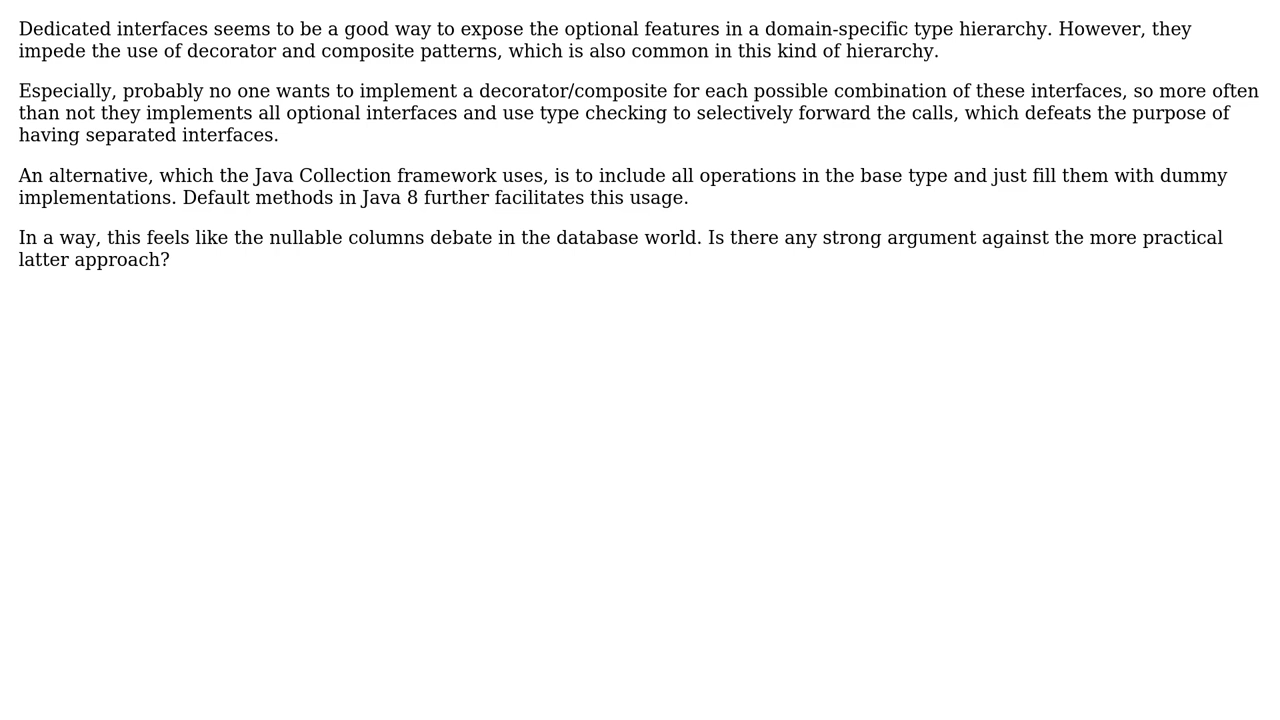 Dedicated interfaces seems to be a good way to expose the optional features in a domain-specific type hierarchy. However, they
impede the use of decorator and composite patterns, which is also common in this kind of hierarchy.
Especially, probably no one wants to implement a decorator/composite for each possible combination of these interfaces, so more often
than not they implements all optional interfaces and use type checking to selectively forward the calls, which defeats the purpose of
having separated interfaces.
An alternative, which the Java Collection framework uses, is to include all operations in the base type and just fill them with dummy
implementations. Default methods in Java 8 further facilitates this usage.
In a way, this feels like the nullable columns debate in the database world. Is there any strong argument against the more practical
latter approach?